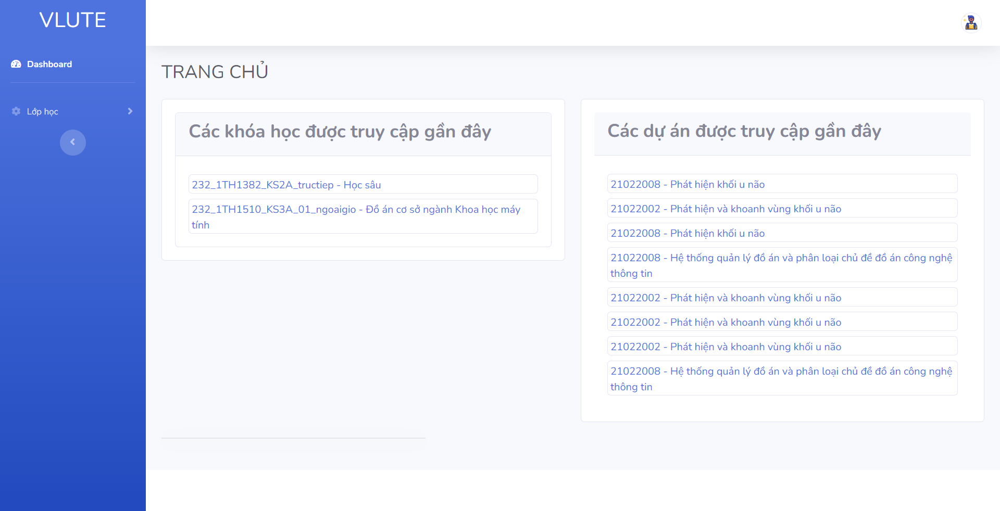 VLUTE
Dashboard
Lớp học
TRANG CHỦ
Các khóa học được truy cập gần đây
232_1TH1382_KS2A_tructiep - Học sâu
232_1TH1510_KS3A_01_ngoaigio - Đồ án cơ sở ngành Khoa học máy
tính
Các dự án được truy cập gần đây
21022008 - Phát hiện khối u não
21022002 - Phát hiện và khoanh vùng khối u não
21022008 - Phát hiện khối u não
21022008 - Hệ thống quản lý đồ án và phân loại chủ đề đồ án công nghệ
thông tin
21022002 - Phát hiện và khoanh vùng khối u não
21022002 - Phát hiện và khoanh vùng khối u não
21022002 - Phát hiện và khoanh vùng khối u não
21022008 - Hệ thống quản lý đồ án và phân loại chủ đề đồ án công nghệ
thông tin